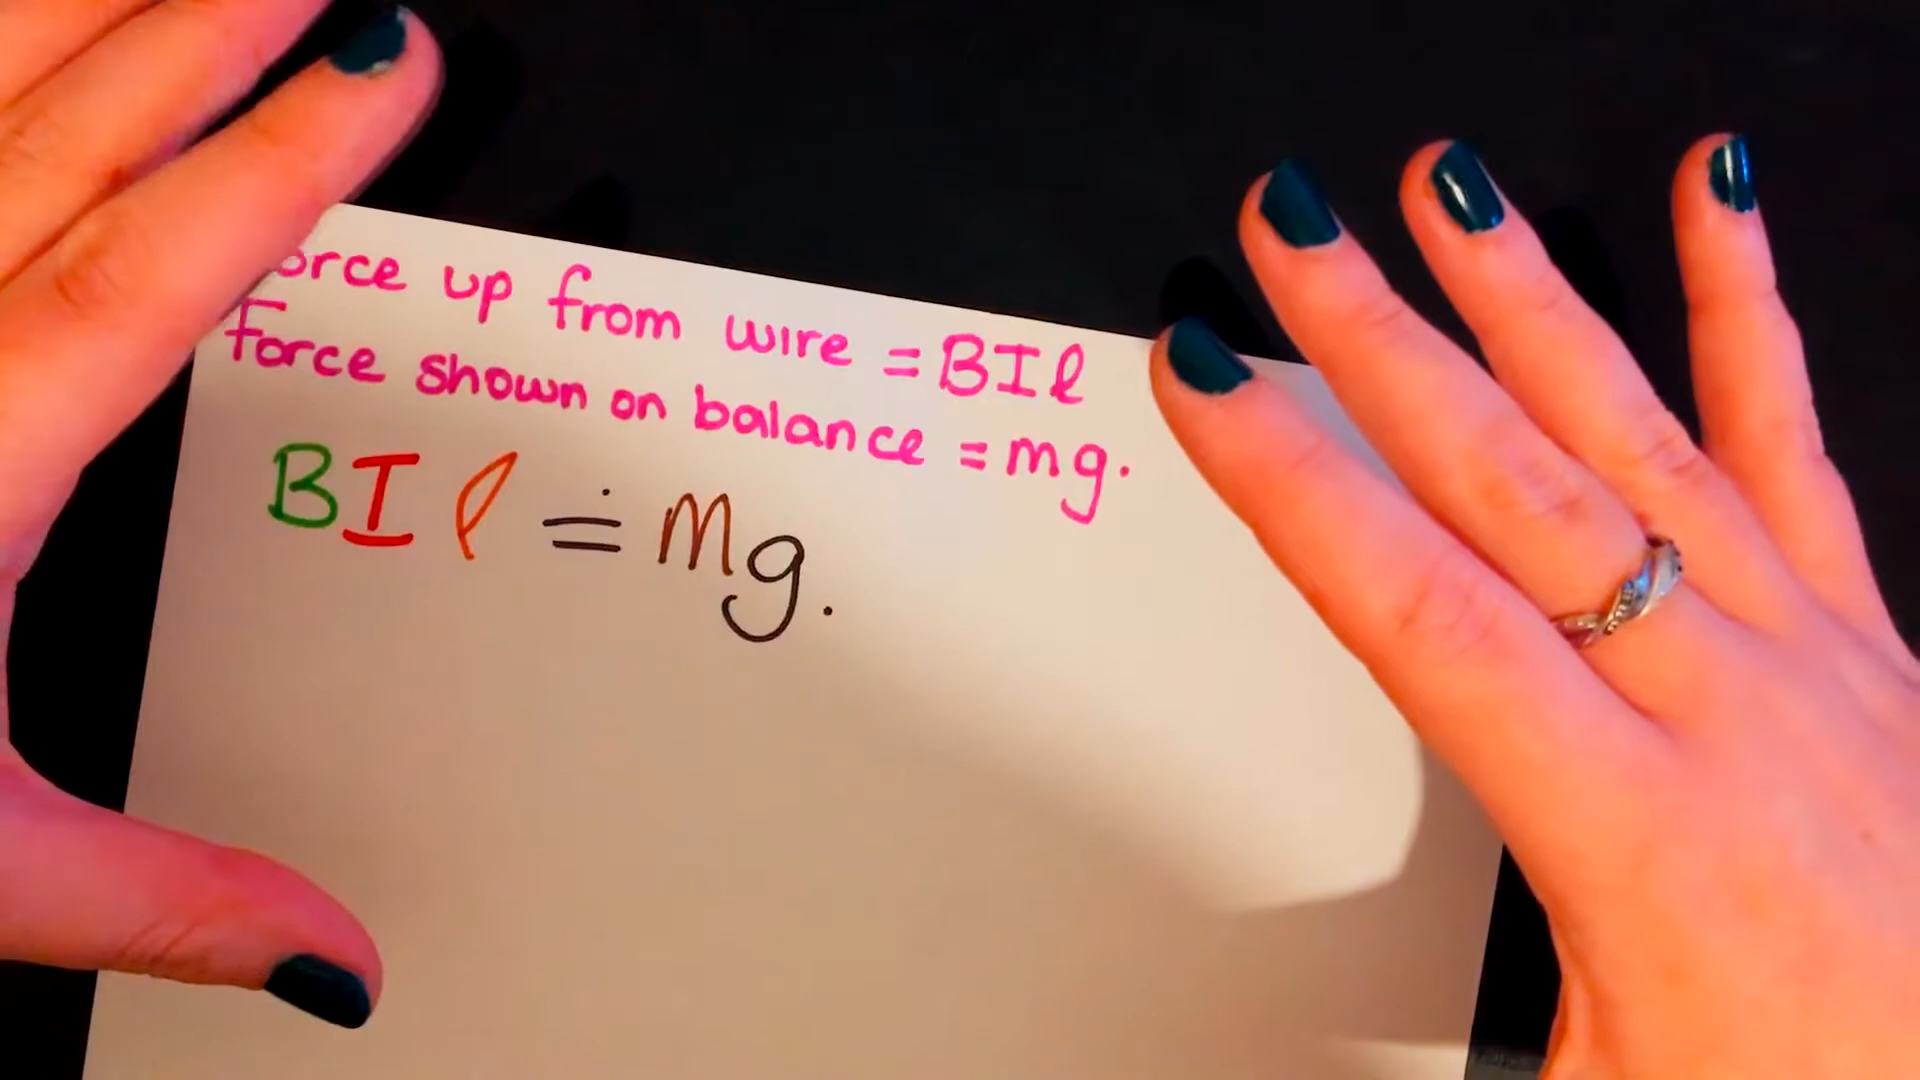 orce up from wire = BIl
Force shown on balance = mg.
BIl = mg.